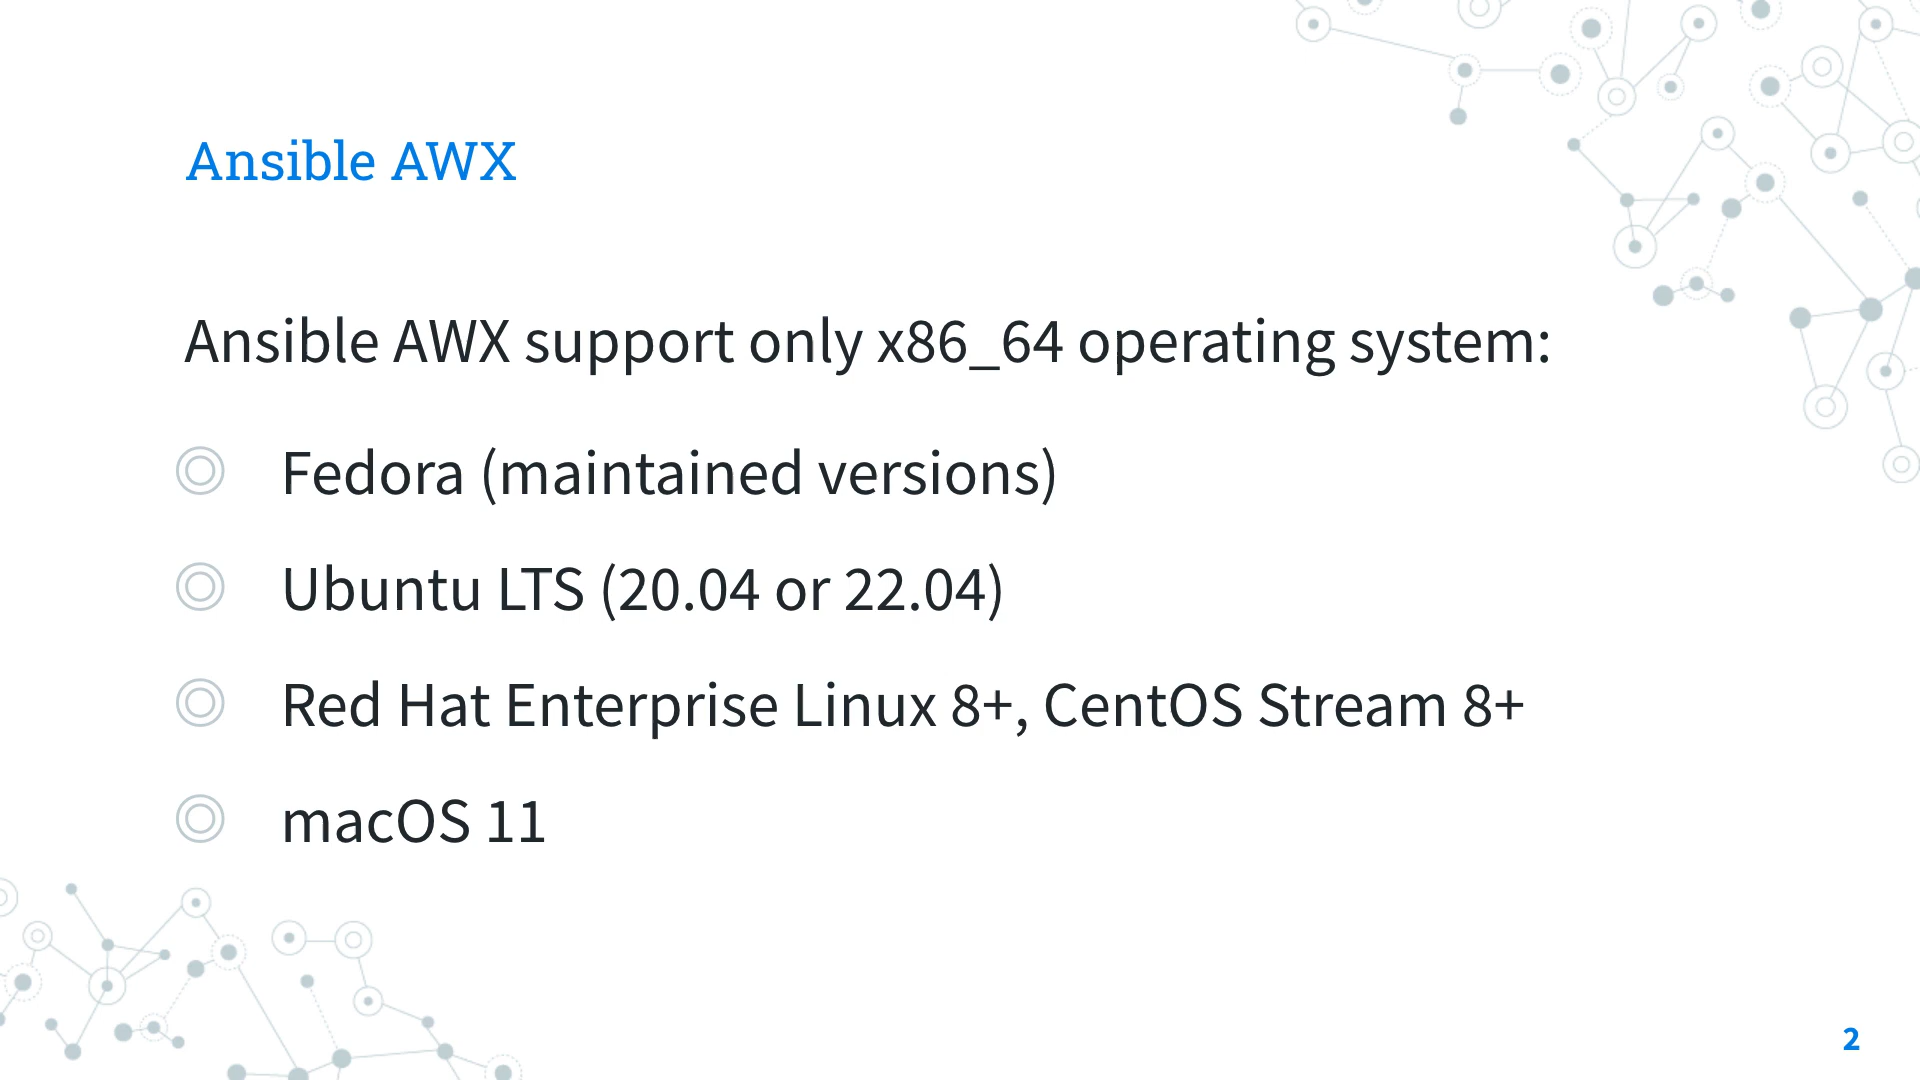 Ansible AWX
Ansible AWX support only x86_64 operating system:
Fedora (maintained versions)
Ubuntu LTS (20.04 or 22.04)
Red Hat Enterprise Linux 8+, CentOS Stream 8+
macOS 11
2